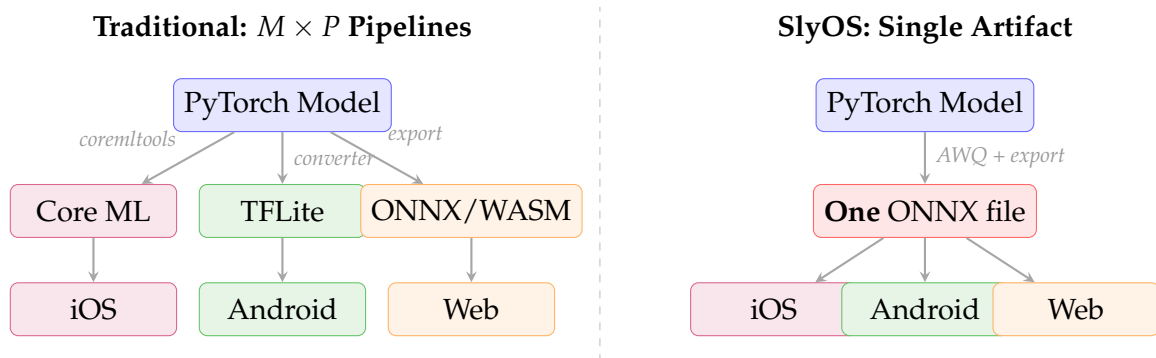 Traditional: M × P Pipelines
PyTorch Model
coremltools
converter
export
Core ML
TFLite
ONNX/WASM
iOS
Android
Web
SlyOS: Single Artifact
PyTorch Model
AWQ + export
One ONNX file
iOS
Android
Web